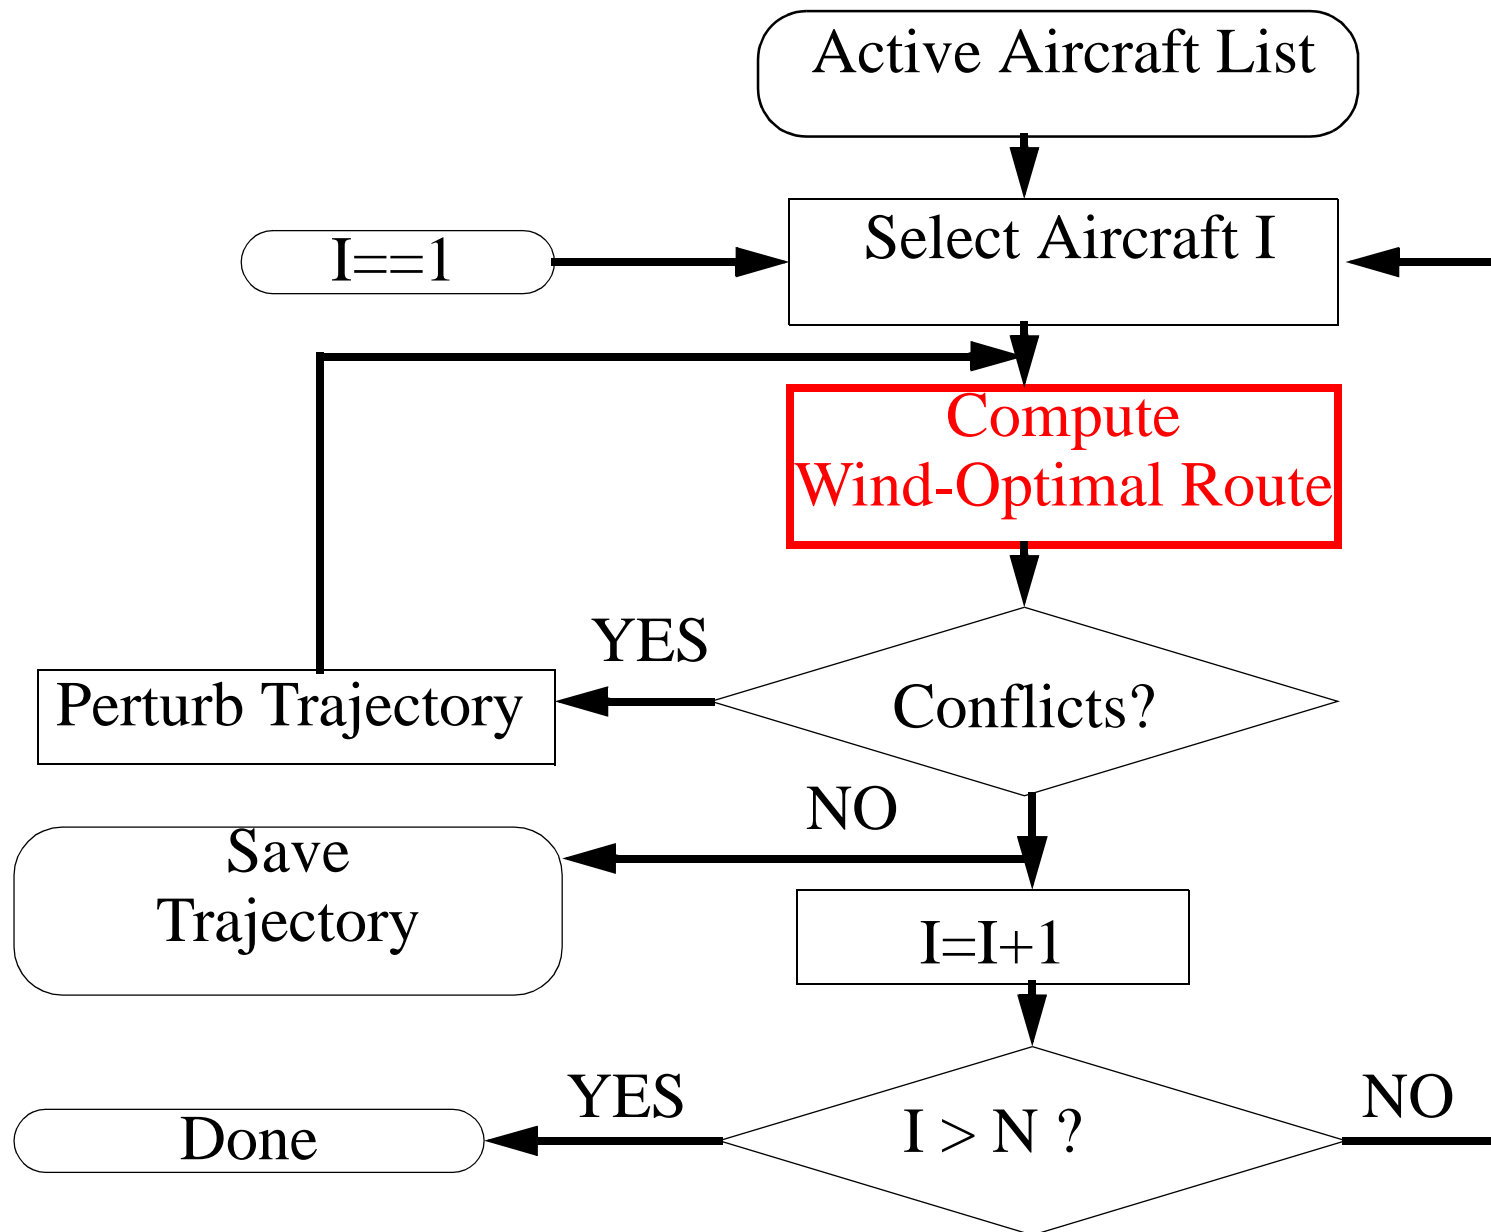 Active Aircraft List
I==1
Select Aircraft I
Compute
Wind-Optimal Route
YES
Perturb Trajectory
Conflicts?
NO
Save
Trajectory
I=I+1
YES
NO
Done
I > N ?